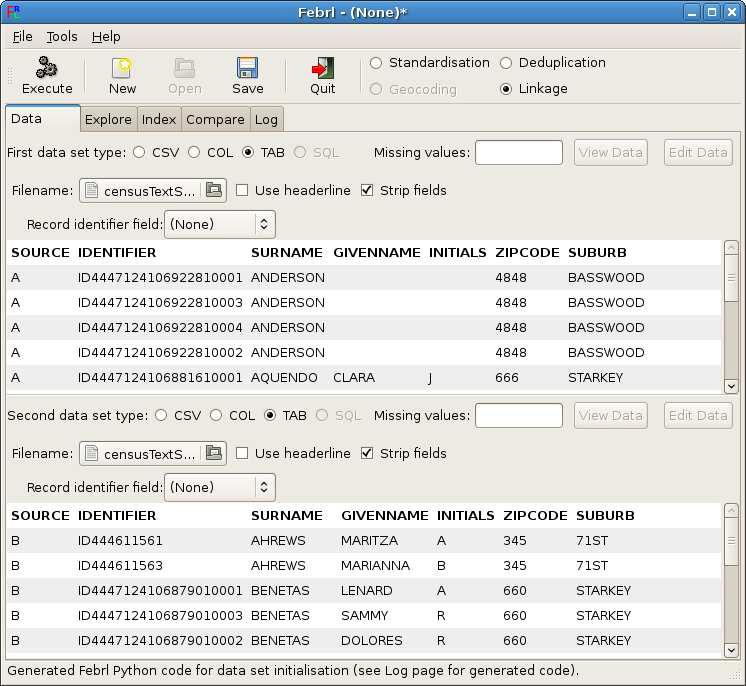 Febrl - (None)*
File Tools Help
Execute New Open Save Quit
Standardisation Deduplication
Geocoding Linkage
Data Explore Index Compare Log
First data set type: CSV COL TAB SQL Missing values: View Data Edit Data
Filename: censusTextS... Use headerline Strip fields
Record identifier field: (None)
SOURCE IDENTIFIER SURNAME GIVENNAME INITIALS ZIPCODE SUBURB
A ID4447124106922810001 ANDERSON 4848 BASSWOOD
A ID4447124106922810003 ANDERSON 4848 BASSWOOD
A ID4447124106922810004 ANDERSON 4848 BASSWOOD
A ID4447124106922810002 ANDERSON 4848 BASSWOOD
A ID4447124106881610001 AQUENDO CLARA J 666 STARKEY
Second data set type: CSV COL TAB SQL Missing values: View Data Edit Data
Filename: censusTextS... Use headerline Strip fields
Record identifier field: (None)
SOURCE IDENTIFIER SURNAME GIVENNAME INITIALS ZIPCODE SUBURB
B ID444611561 AHREWS MARITZA A 345 71ST
B ID444611563 AHREWS MARIANNA B 345 71ST
B ID4447124106879010001 BENETAS LENARD A 660 STARKEY
B ID4447124106879010003 BENETAS SAMMY R 660 STARKEY
B ID4447124106879010002 BENETAS DOLORES R 660 STARKEY
Generated Febrl Python code for data set initialisation (see Log page for generated code).